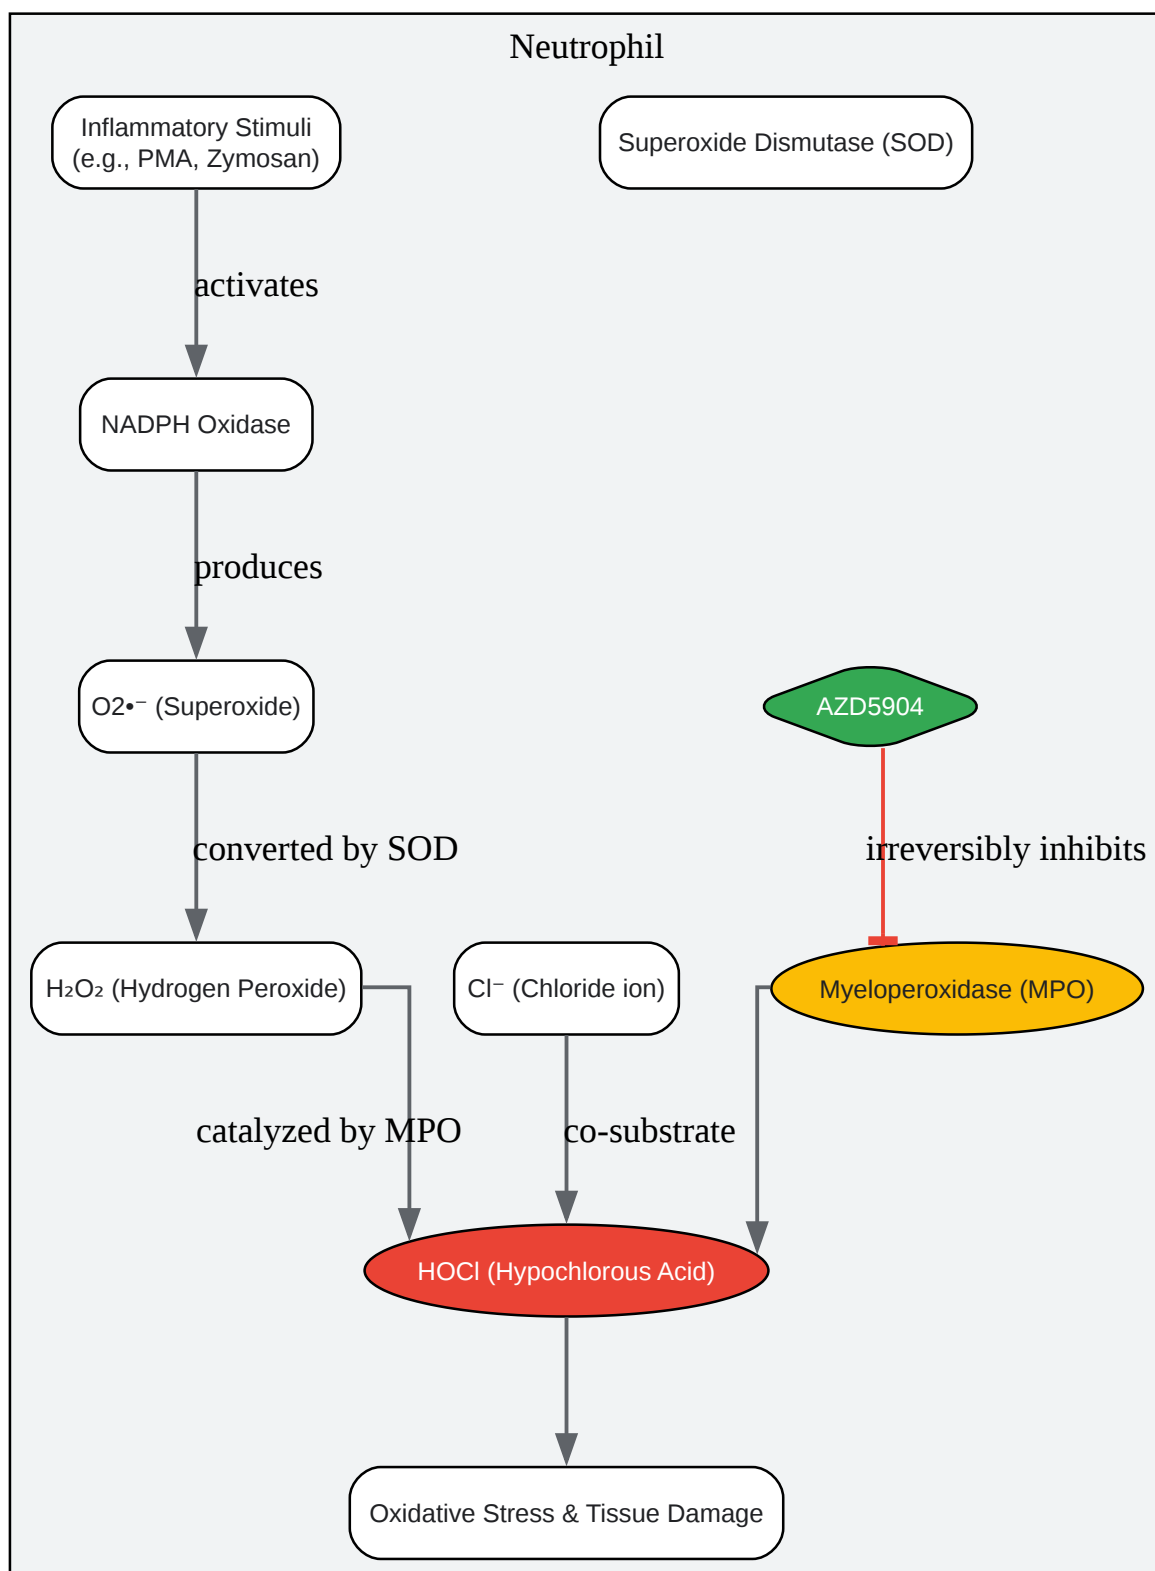 Neutrophil
Inflammatory Stimuli
(e.g., PMA, Zymosan)
Superoxide Dismutase (SOD)
activates
NADPH Oxidase
produces
O2•⁻ (Superoxide)
AZD5904
converted by SOD
irreversibly inhibits
H₂O₂ (Hydrogen Peroxide)
Cl⁻ (Chloride ion)
Myeloperoxidase (MPO)
catalyzed by MPO
co-substrate
HOCl (Hypochlorous Acid)
Oxidative Stress & Tissue Damage